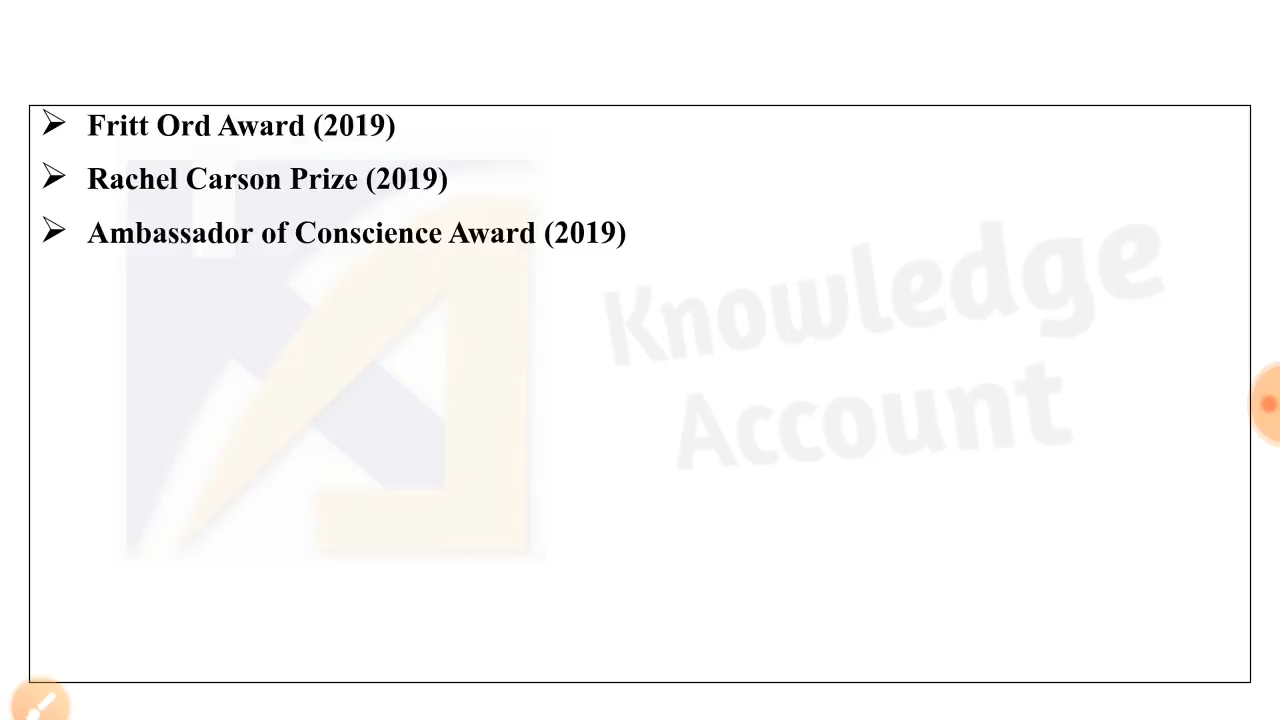 Fritt Ord Award (2019)
Rachel Carson Prize (2019)
Ambassador of Conscience Award (2019)
Knowledge
Account